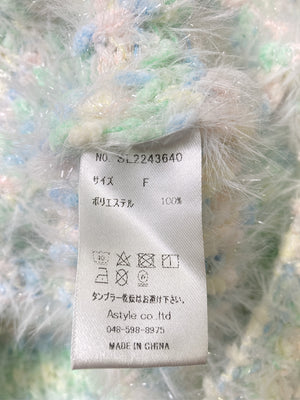 NO. SL2243640
サイズ F
ポリエステル 100%
タンブラー乾燥はお避け下さい。
Astyle co.,ltd
048-598-8975
MADE IN CHINA